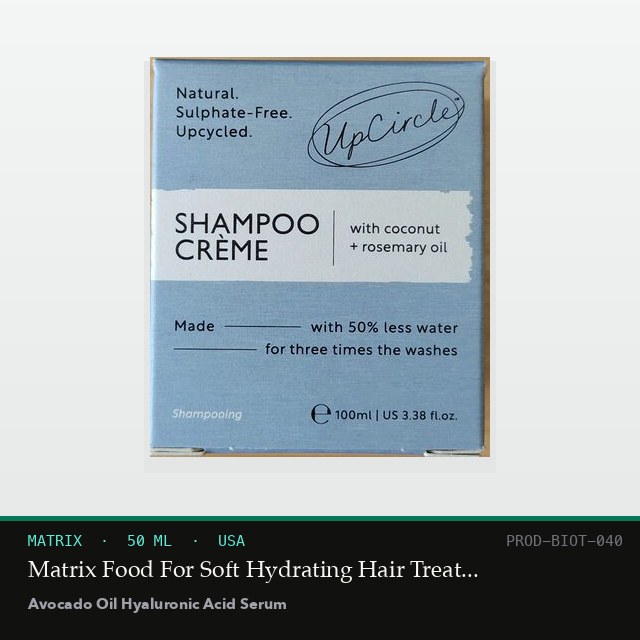 Natural.
Sulphate-Free.
Upcycled.
UpCircle™
SHAMPOO
CRÈME
with coconut
+ rosemary oil
Made with 50% less water
for three times the washes
Shampooing
℮ 100ml | US 3.38 fl.oz.
MATRIX · 50 ML · USA
PROD–BIOT–040
Matrix Food For Soft Hydrating Hair Treat...
Avocado Oil Hyaluronic Acid Serum